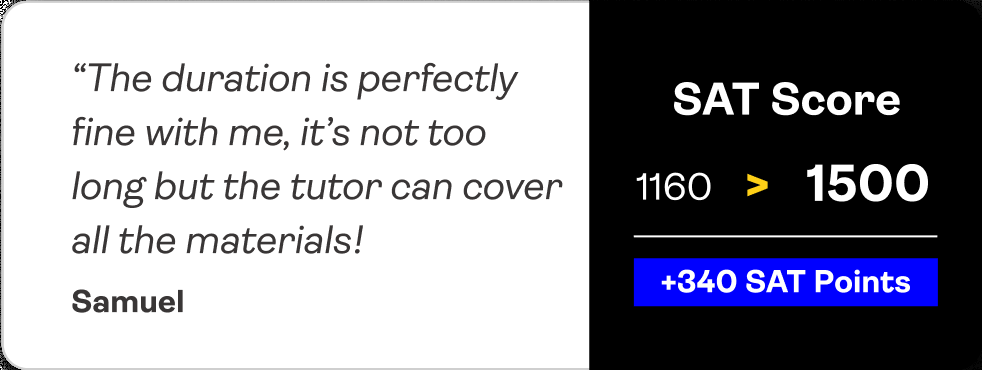 “The duration is perfectly
fine with me, it’s not too
long but the tutor can cover
all the materials!
Samuel
SAT Score
1160 > 1500
+340 SAT Points